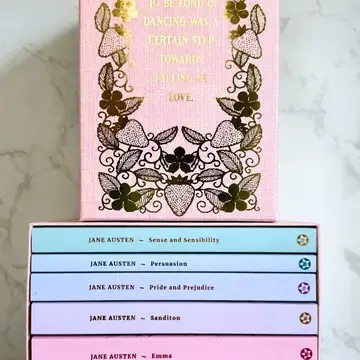 TO BE FOND OF
DANCING WAS A
CERTAIN STEP
TOWARDS
FALLING IN
LOVE.
JANE AUSTEN ~ Sense and Sensibility
JANE AUSTEN ~ Persuasion
JANE AUSTEN ~ Pride and Prejudice
JANE AUSTEN ~ Sanditon
JANE AUSTEN ~ Emma